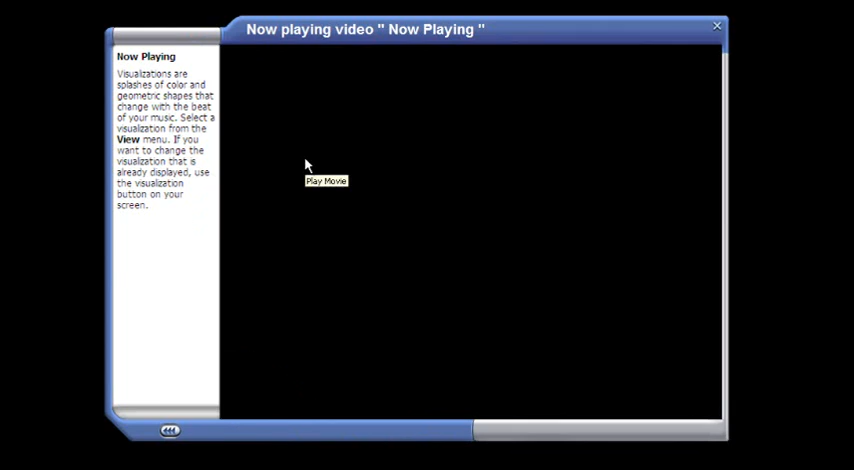 Now playing video " Now Playing "
Now Playing
Visualizations are
splashes of color and
geometric shapes that
change with the beat
of your music. Select a
visualization from the
View menu. If you
want to change the
visualization that is
already displayed, use
the visualization
button on your
screen.
Play Movie